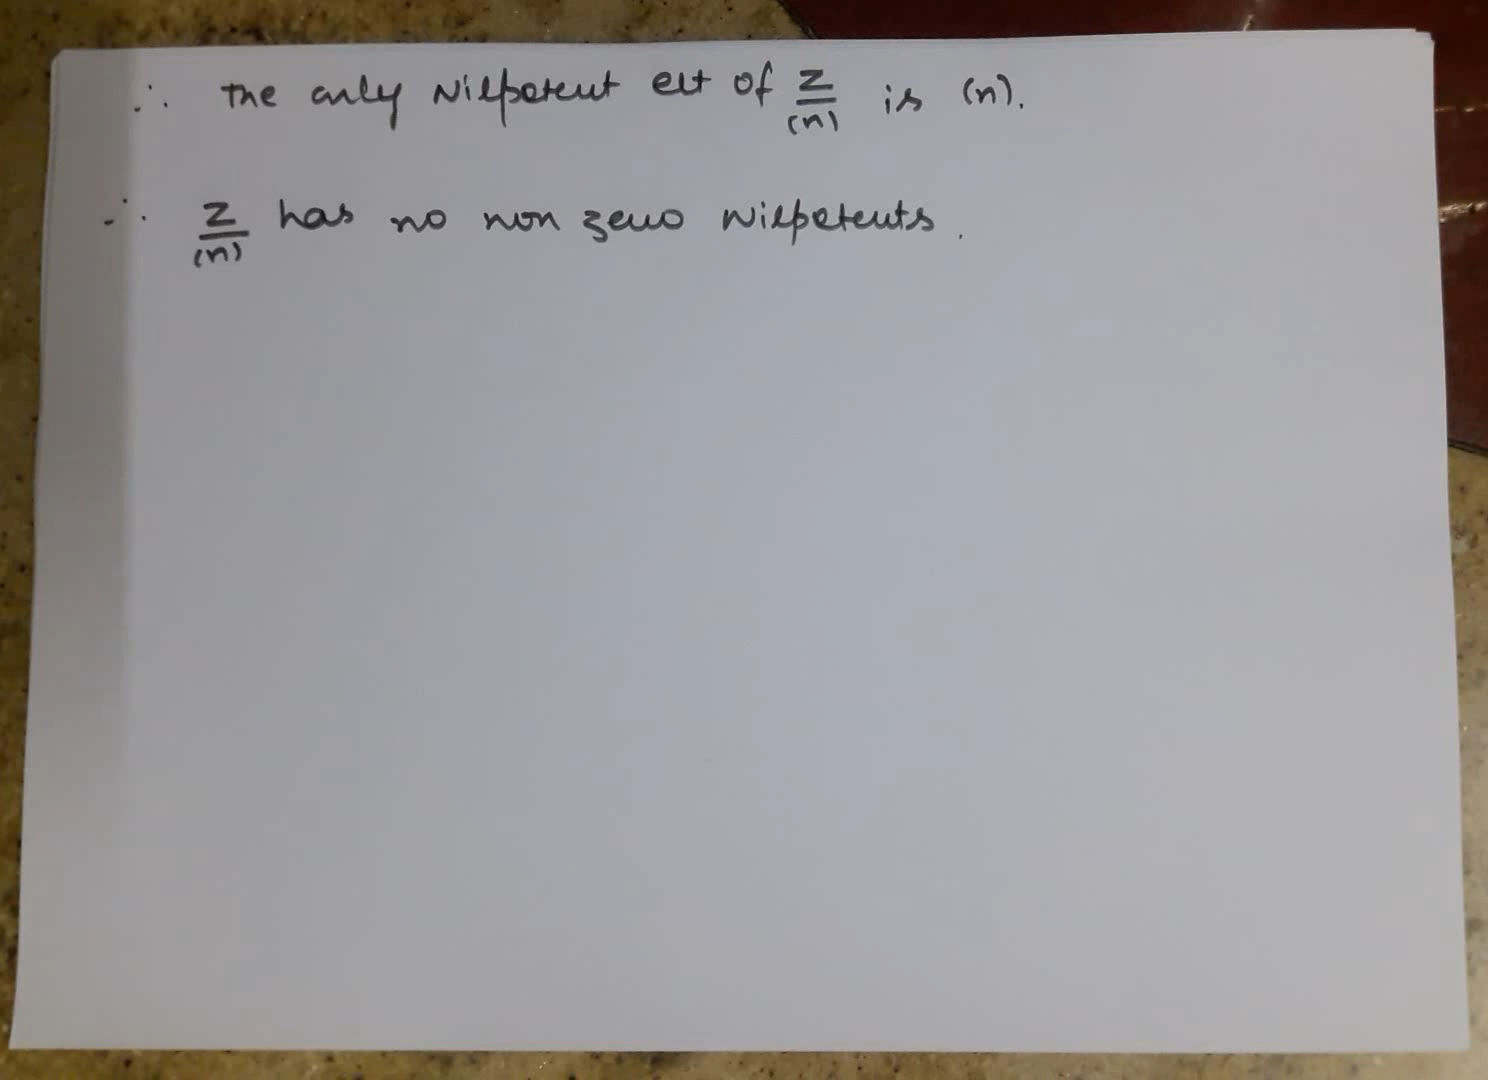 ∴ The only Nilpotent elt of Z/(n) is (n).
∴ Z/(n) has no non zero Nilpotents.